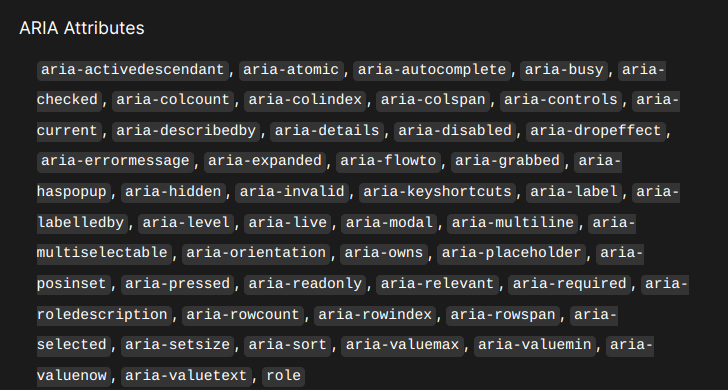 ARIA Attributes
aria-activedescendant, aria-atomic, aria-autocomplete, aria-busy, aria-
checked, aria-colcount, aria-colindex, aria-colspan, aria-controls, aria-
current, aria-describedby, aria-details, aria-disabled, aria-dropeffect,
aria-errormessage, aria-expanded, aria-flowto, aria-grabbed, aria-
haspopup, aria-hidden, aria-invalid, aria-keyshortcuts, aria-label, aria-
labelledby, aria-level, aria-live, aria-modal, aria-multiline, aria-
multiselectable, aria-orientation, aria-owns, aria-placeholder, aria-
posinset, aria-pressed, aria-readonly, aria-relevant, aria-required, aria-
roledescription, aria-rowcount, aria-rowindex, aria-rowspan, aria-
selected, aria-setsize, aria-sort, aria-valuemax, aria-valuemin, aria-
valuenow, aria-valuetext, role